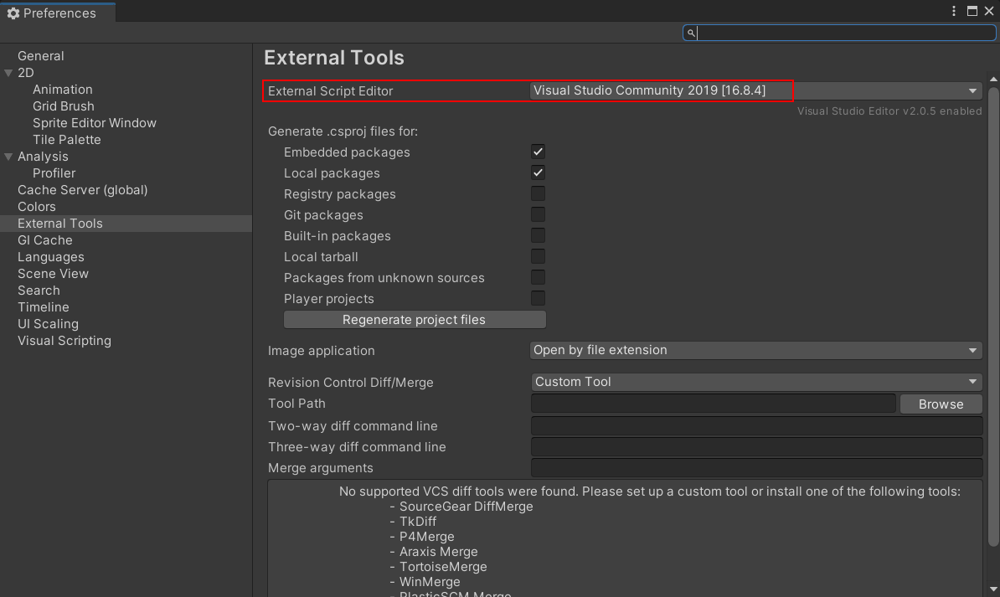 Preferences
General
2D
Animation
Grid Brush
Sprite Editor Window
Tile Palette
Analysis
Profiler
Cache Server (global)
Colors
External Tools
GI Cache
Languages
Scene View
Search
Timeline
UI Scaling
Visual Scripting
External Tools
External Script Editor Visual Studio Community 2019 [16.8.4]
Visual Studio Editor v2.0.5 enabled
Generate .csproj files for:
Embedded packages
Local packages
Registry packages
Git packages
Built-in packages
Local tarball
Packages from unknown sources
Player projects
Regenerate project files
Image application Open by file extension
Revision Control Diff/Merge Custom Tool
Tool Path Browse
Two-way diff command line
Three-way diff command line
Merge arguments
No supported VCS diff tools were found. Please set up a custom tool or install one of the following tools:
- SourceGear DiffMerge
- TkDiff
- P4Merge
- Araxis Merge
- TortoiseMerge
- WinMerge
- PlasticSCM Merge